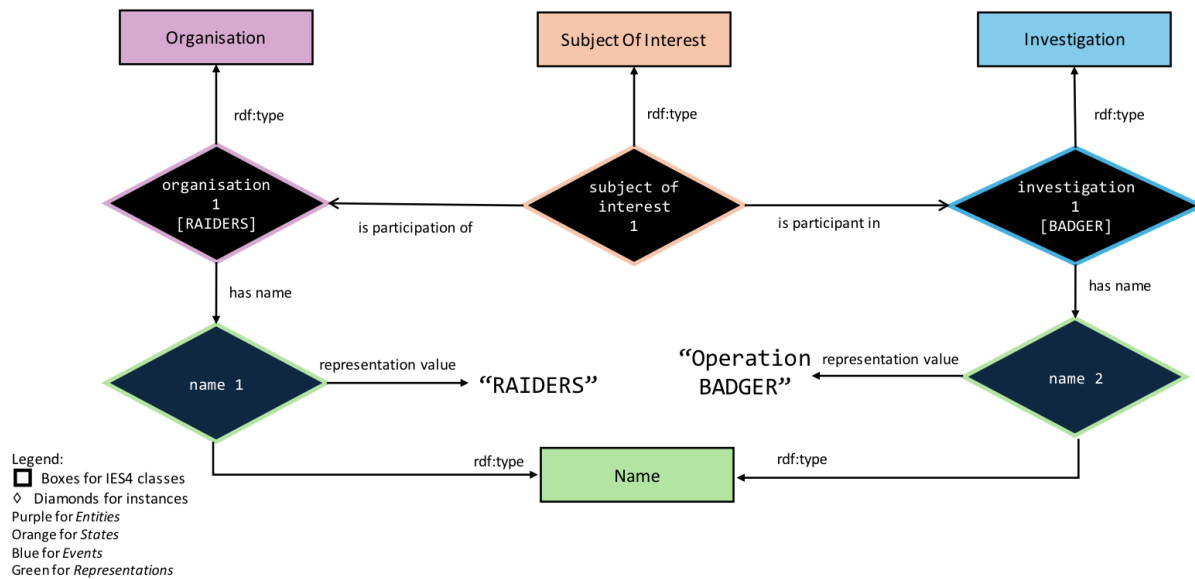 Organisation
Subject Of Interest
Investigation
rdf:type
rdf:type
rdf:type
organisation
1
[RAIDERS]
subject of
interest
1
investigation
1
[BADGER]
is participation of
is participant in
has name
has name
name 1
representation value
“RAIDERS”
“Operation
BADGER”
representation value
name 2
rdf:type
Name
rdf:type
Legend:
Boxes for IES4 classes
Diamonds for instances
Purple for Entities
Orange for States
Blue for Events
Green for Representations